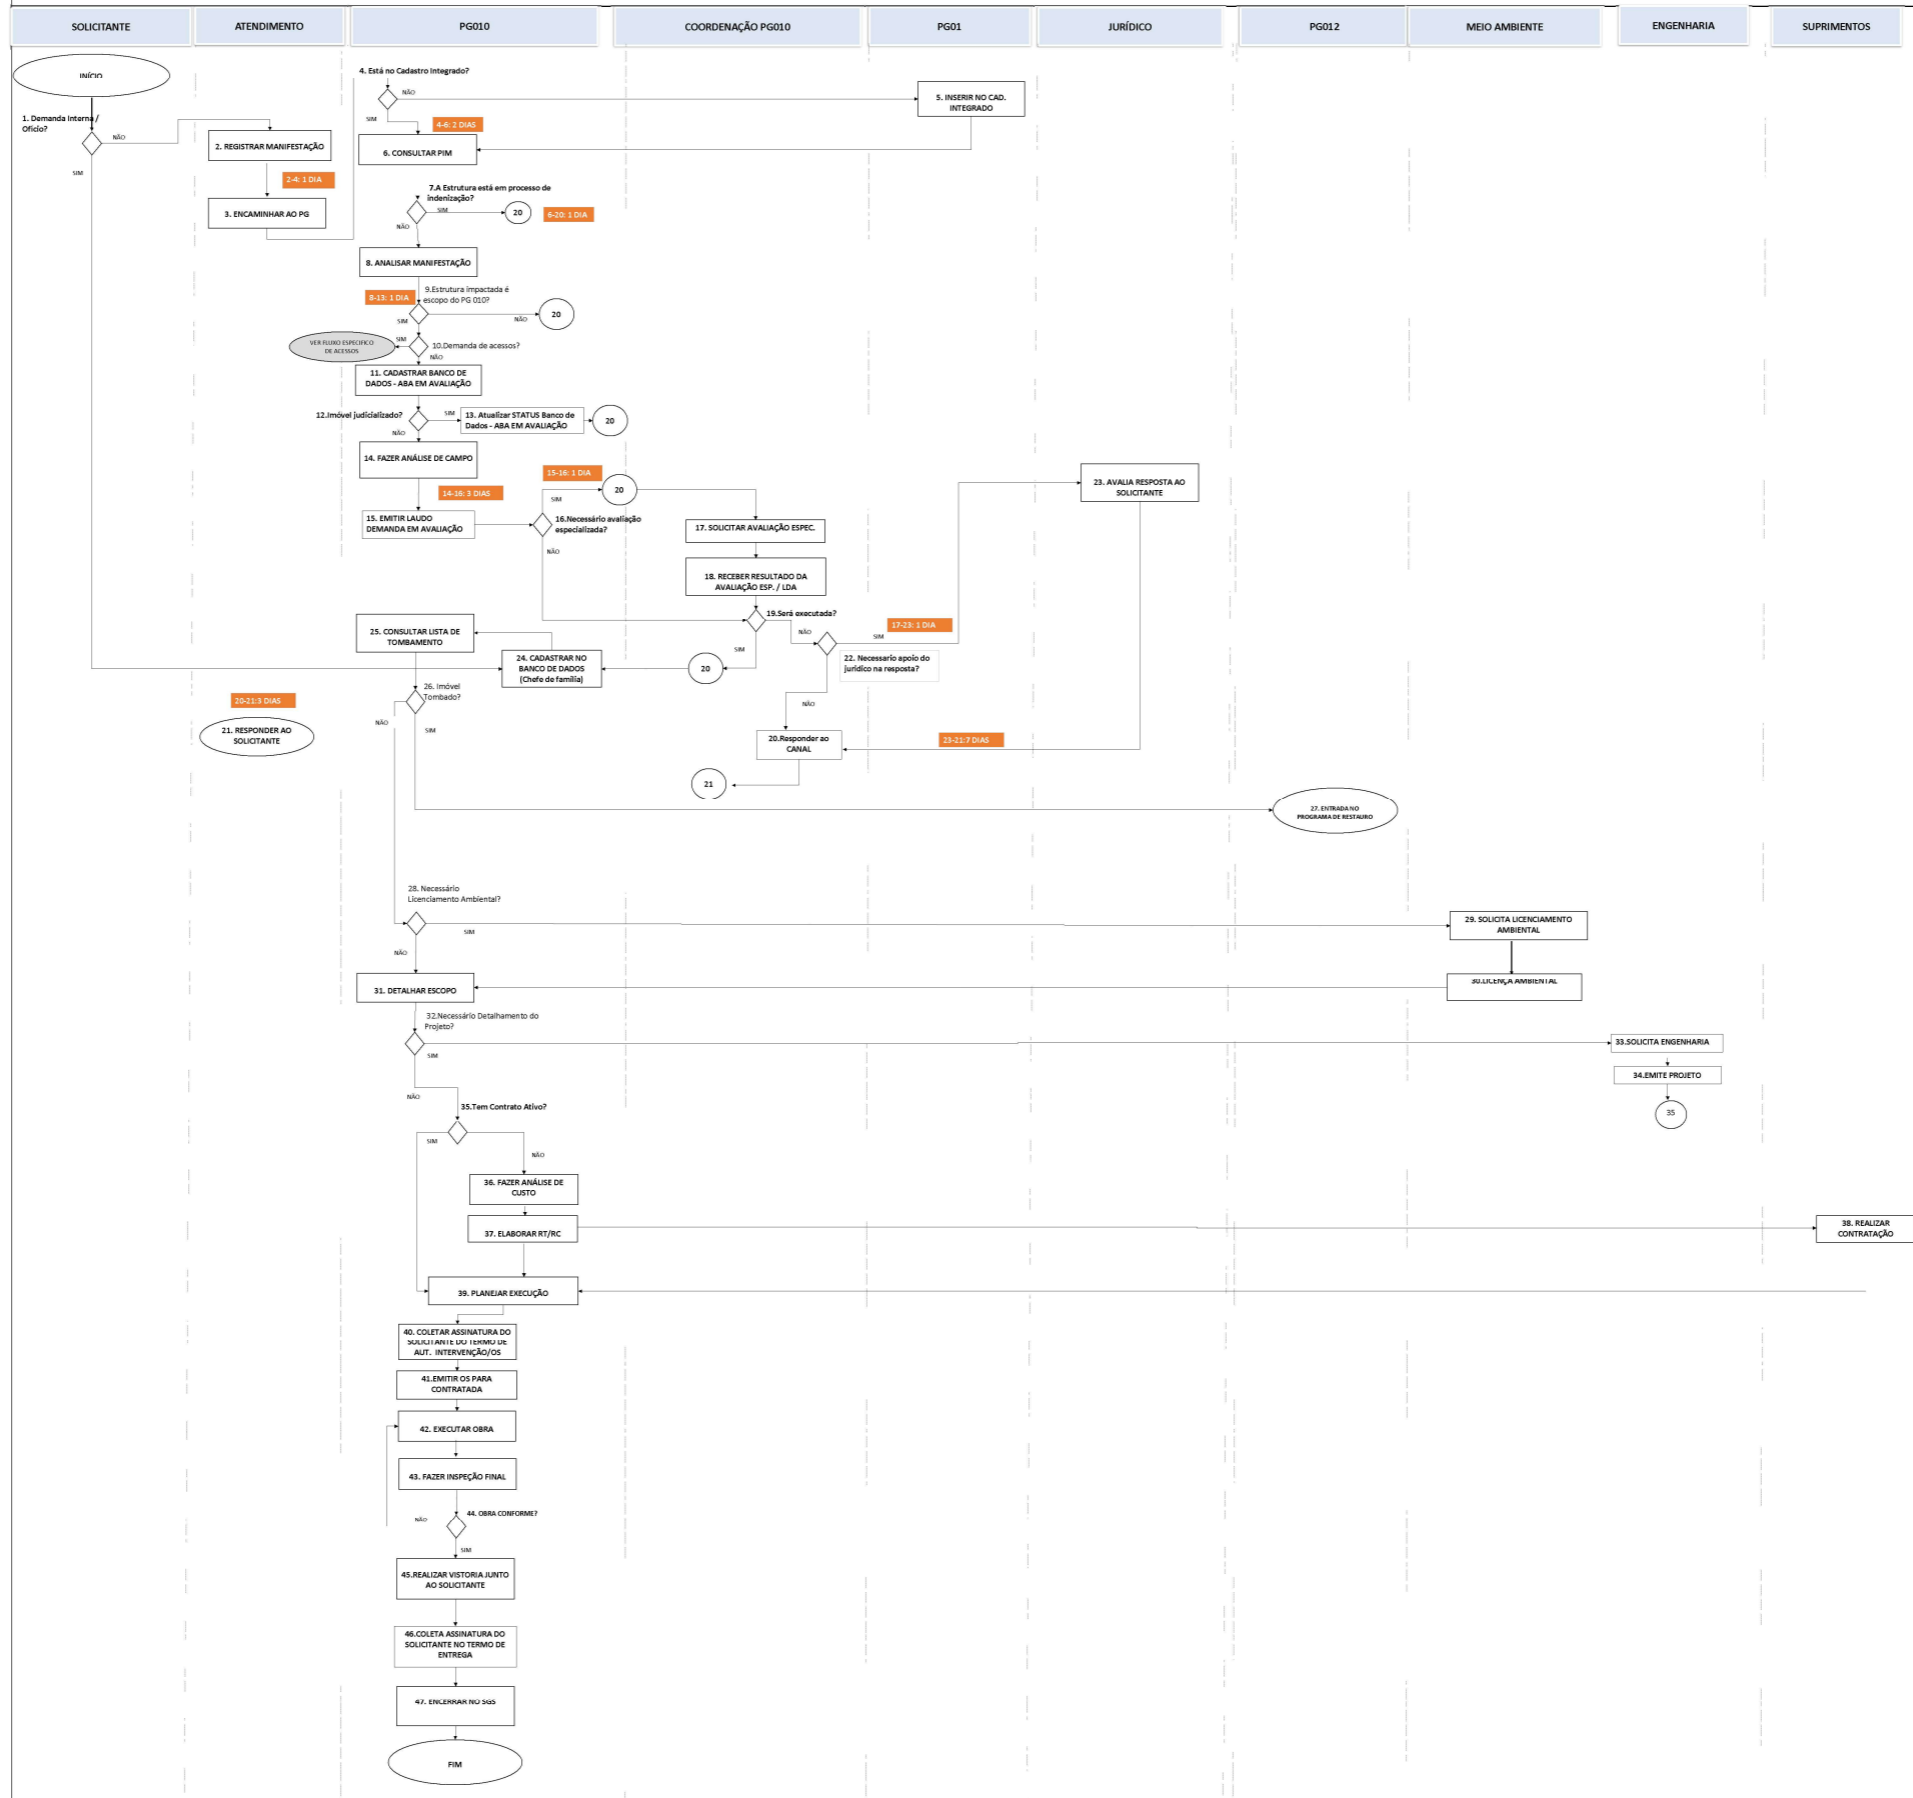 SOLICITANTE
ATENDIMENTO
PG010
COORDENAÇÃO PG010
PG01
JURÍDICO
PG012
MEIO AMBIENTE
ENGENHARIA
SUPRIMENTOS
INÍCIO
1. Demanda Interna /
Ofício?
NÃO
SIM
2. REGISTRAR MANIFESTAÇÃO
2-4: 1 DIA
3. ENCAMINHAR AO PG
4. Está no Cadastro Integrado?
NÃO
SIM
4-6: 2 DIAS
5. INSERIR NO CAD.
INTEGRADO
6. CONSULTAR PIM
7.A Estrutura está em processo de
indenização?
SIM
20
6-20: 1 DIA
NÃO
8. ANALISAR MANIFESTAÇÃO
8-13: 1 DIA
9.Estrutura impactada é
escopo do PG 010?
SIM
NÃO
20
VER FLUXO ESPECIFICO
DE ACESSOS
SIM
10.Demanda de acessos?
NÃO
11. CADASTRAR BANCO DE
DADOS - ABA EM AVALIAÇÃO
12.Imóvel judicializado?
SIM
13. Atualizar STATUS Banco de
Dados - ABA EM AVALIAÇÃO
20
NÃO
14. FAZER ANÁLISE DE CAMPO
14-16: 3 DIAS
15-16: 1 DIA
20
SIM
15. EMITIR LAUDO
DEMANDA EM AVALIAÇÃO
16.Necessário avaliação
especializada?
NÃO
17. SOLICITAR AVALIAÇÃO ESPEC.
18. RECEBER RESULTADO DA
AVALIAÇÃO ESP. / LDA
19.Será executada?
NÃO
SIM
17-23: 1 DIA
SIM
22. Necessario apoio do
jurídico na resposta?
NÃO
23. AVALIA RESPOSTA AO
SOLICITANTE
25. CONSULTAR LISTA DE
TOMBAMENTO
24. CADASTRAR NO
BANCO DE DADOS
(Chefe de família)
20
26. Imóvel
Tombado?
NÃO
SIM
20-21:3 DIAS
21. RESPONDER AO
SOLICITANTE
20.Responder ao
CANAL
23-21:7 DIAS
21
27. ENTRADA NO
PROGRAMA DE RESTAURO
28. Necessário
Licenciamento Ambiental?
SIM
NÃO
29. SOLICITA LICENCIAMENTO
AMBIENTAL
30.LICENÇA AMBIENTAL
31. DETALHAR ESCOPO
32.Necessário Detalhamento do
Projeto?
SIM
NÃO
33.SOLICITA ENGENHARIA
34.EMITE PROJETO
35
35.Tem Contrato Ativo?
SIM
NÃO
36. FAZER ANÁLISE DE
CUSTO
37. ELABORAR RT/RC
38. REALIZAR
CONTRATAÇÃO
39. PLANEJAR EXECUÇÃO
40. COLETAR ASSINATURA DO
SOLICITANTE DO TERMO DE
AUT. INTERVENÇÃO/OS
41.EMITIR OS PARA
CONTRATADA
42. EXECUTAR OBRA
43. FAZER INSPEÇÃO FINAL
44. OBRA CONFORME?
NÃO
SIM
45.REALIZAR VISTORIA JUNTO
AO SOLICITANTE
46.COLETA ASSINATURA DO
SOLICITANTE NO TERMO DE
ENTREGA
47. ENCERRAR NO SGS
FIM